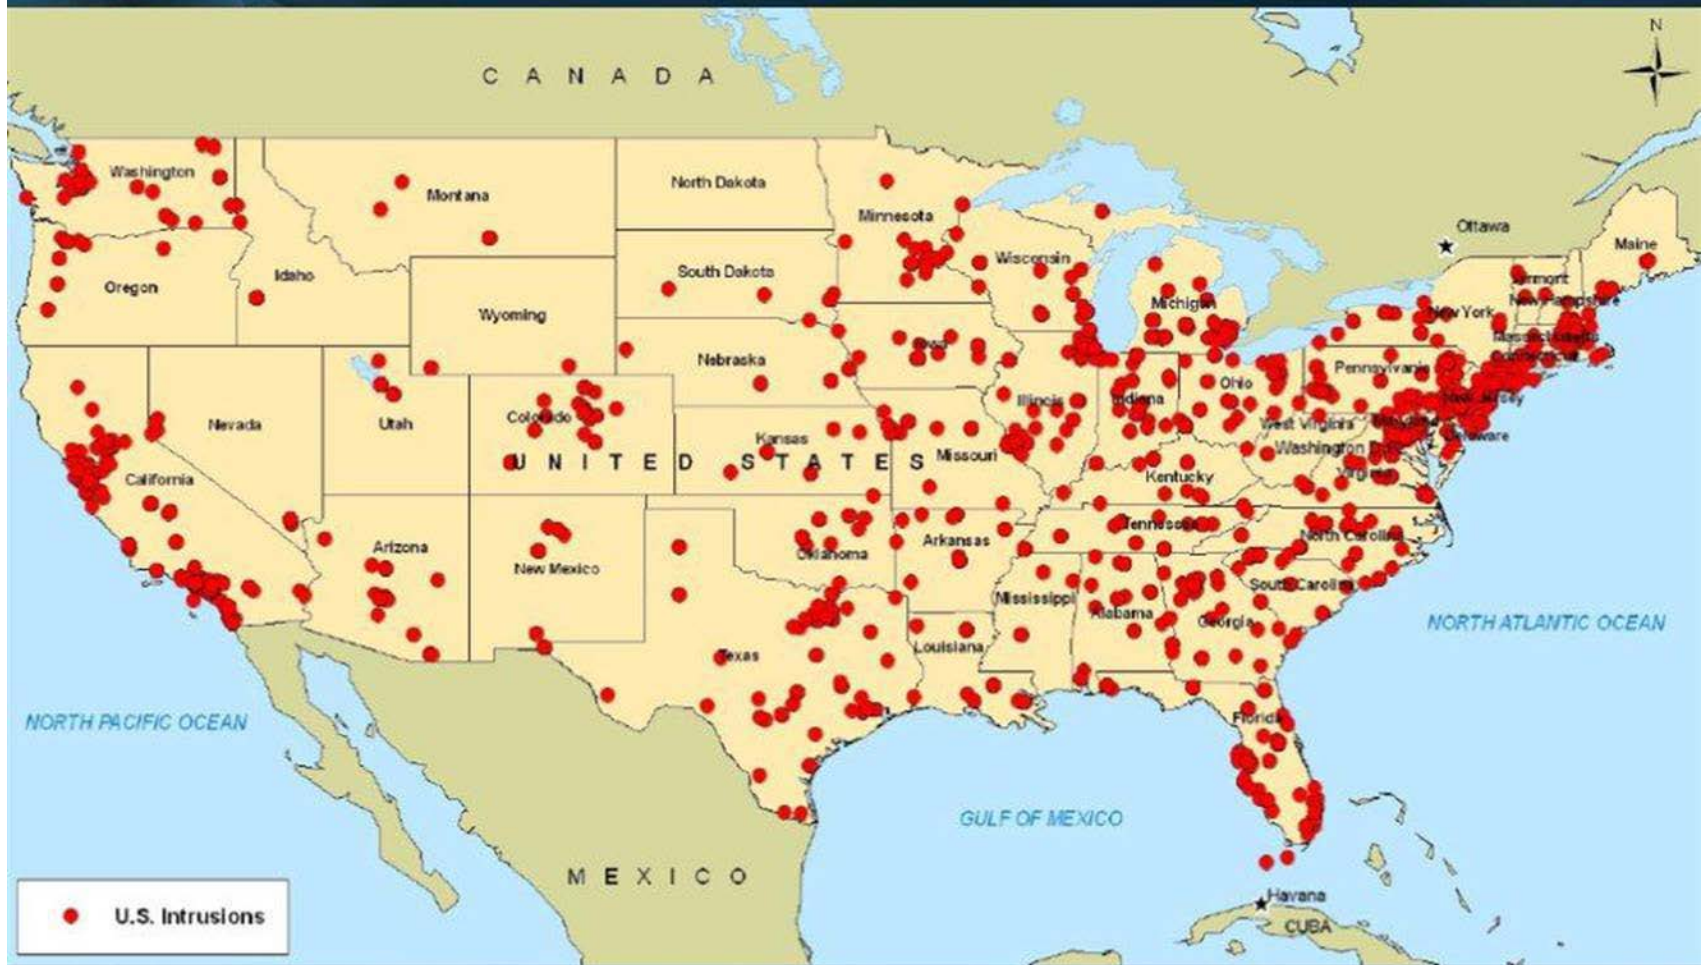 N
C A N A D A
Washington
Montana
North Dakota
Minnesota
Ottawa
Maine
Oregon
Idaho
South Dakota
Wisconsin
Vermont
New Hampshire
Wyoming
Michigan
New York
Massachusetts
Connecticut
Iowa
Nebraska
Pennsylvania
Ohio
Nevada
Utah
Colorado
Illinois
Indiana
New Jersey
Maryland
West Virginia
Delaware
Kansas
Washington D.C.
UNITED STATES
Missouri
Virginia
California
Kentucky
Arizona
New Mexico
Oklahoma
Arkansas
Tennessee
North Carolina
South Carolina
Mississippi
Alabama
Georgia
NORTH ATLANTIC OCEAN
Texas
Louisiana
NORTH PACIFIC OCEAN
Florida
GULF OF MEXICO
M E X I C O
Havana
CUBA
U.S. Intrusions